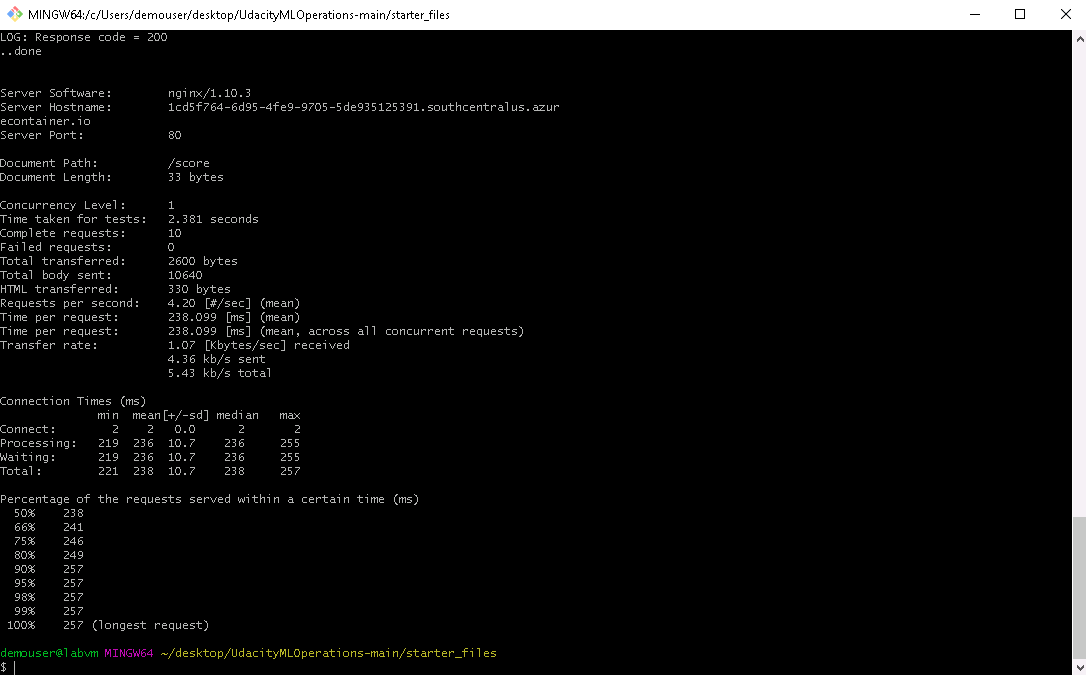 MINGW64:/c/Users/demouser/desktop/UdacityMLOperations-main/starter_files
LOG: Response code = 200
..done
Server Software:        nginx/1.10.3
Server Hostname:        1cd5f764-6d95-4fe9-9705-5de935125391.southcentralus.azur
econtainer.io
Server Port:            80
Document Path:          /score
Document Length:        33 bytes
Concurrency Level:      1
Time taken for tests:   2.381 seconds
Complete requests:      10
Failed requests:        0
Total transferred:      2600 bytes
Total body sent:        10640
HTML transferred:       330 bytes
Requests per second:    4.20 [#/sec] (mean)
Time per request:       238.099 [ms] (mean)
Time per request:       238.099 [ms] (mean, across all concurrent requests)
Transfer rate:          1.07 [Kbytes/sec] received
                        4.36 kb/s sent
                        5.43 kb/s total
Connection Times (ms)
              min  mean[+/-sd] median   max
Connect:        2    2   0.0      2       2
Processing:   219  236  10.7    236     255
Waiting:      219  236  10.7    236     255
Total:        221  238  10.7    238     257
Percentage of the requests served within a certain time (ms)
  50%    238
  66%    241
  75%    246
  80%    249
  90%    257
  95%    257
  98%    257
  99%    257
 100%    257 (longest request)
demouser@labvm MINGW64 ~/desktop/UdacityMLOperations-main/starter_files
$